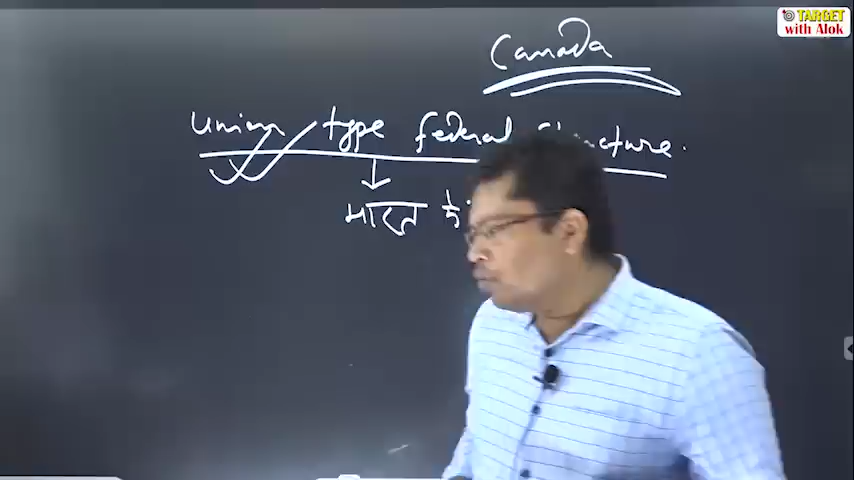 TARGET
with Alok
Canada
Union type federal Structure.
भारत